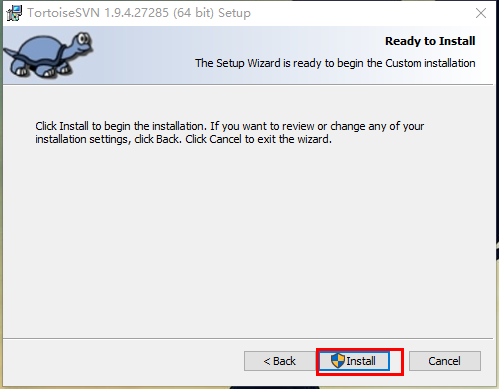 TortoiseSVN 1.9.4.27285 (64 bit) Setup
Ready to Install
The Setup Wizard is ready to begin the Custom installation
Click Install to begin the installation. If you want to review or change any of your
installation settings, click Back. Click Cancel to exit the wizard.
< Back
Install
Cancel